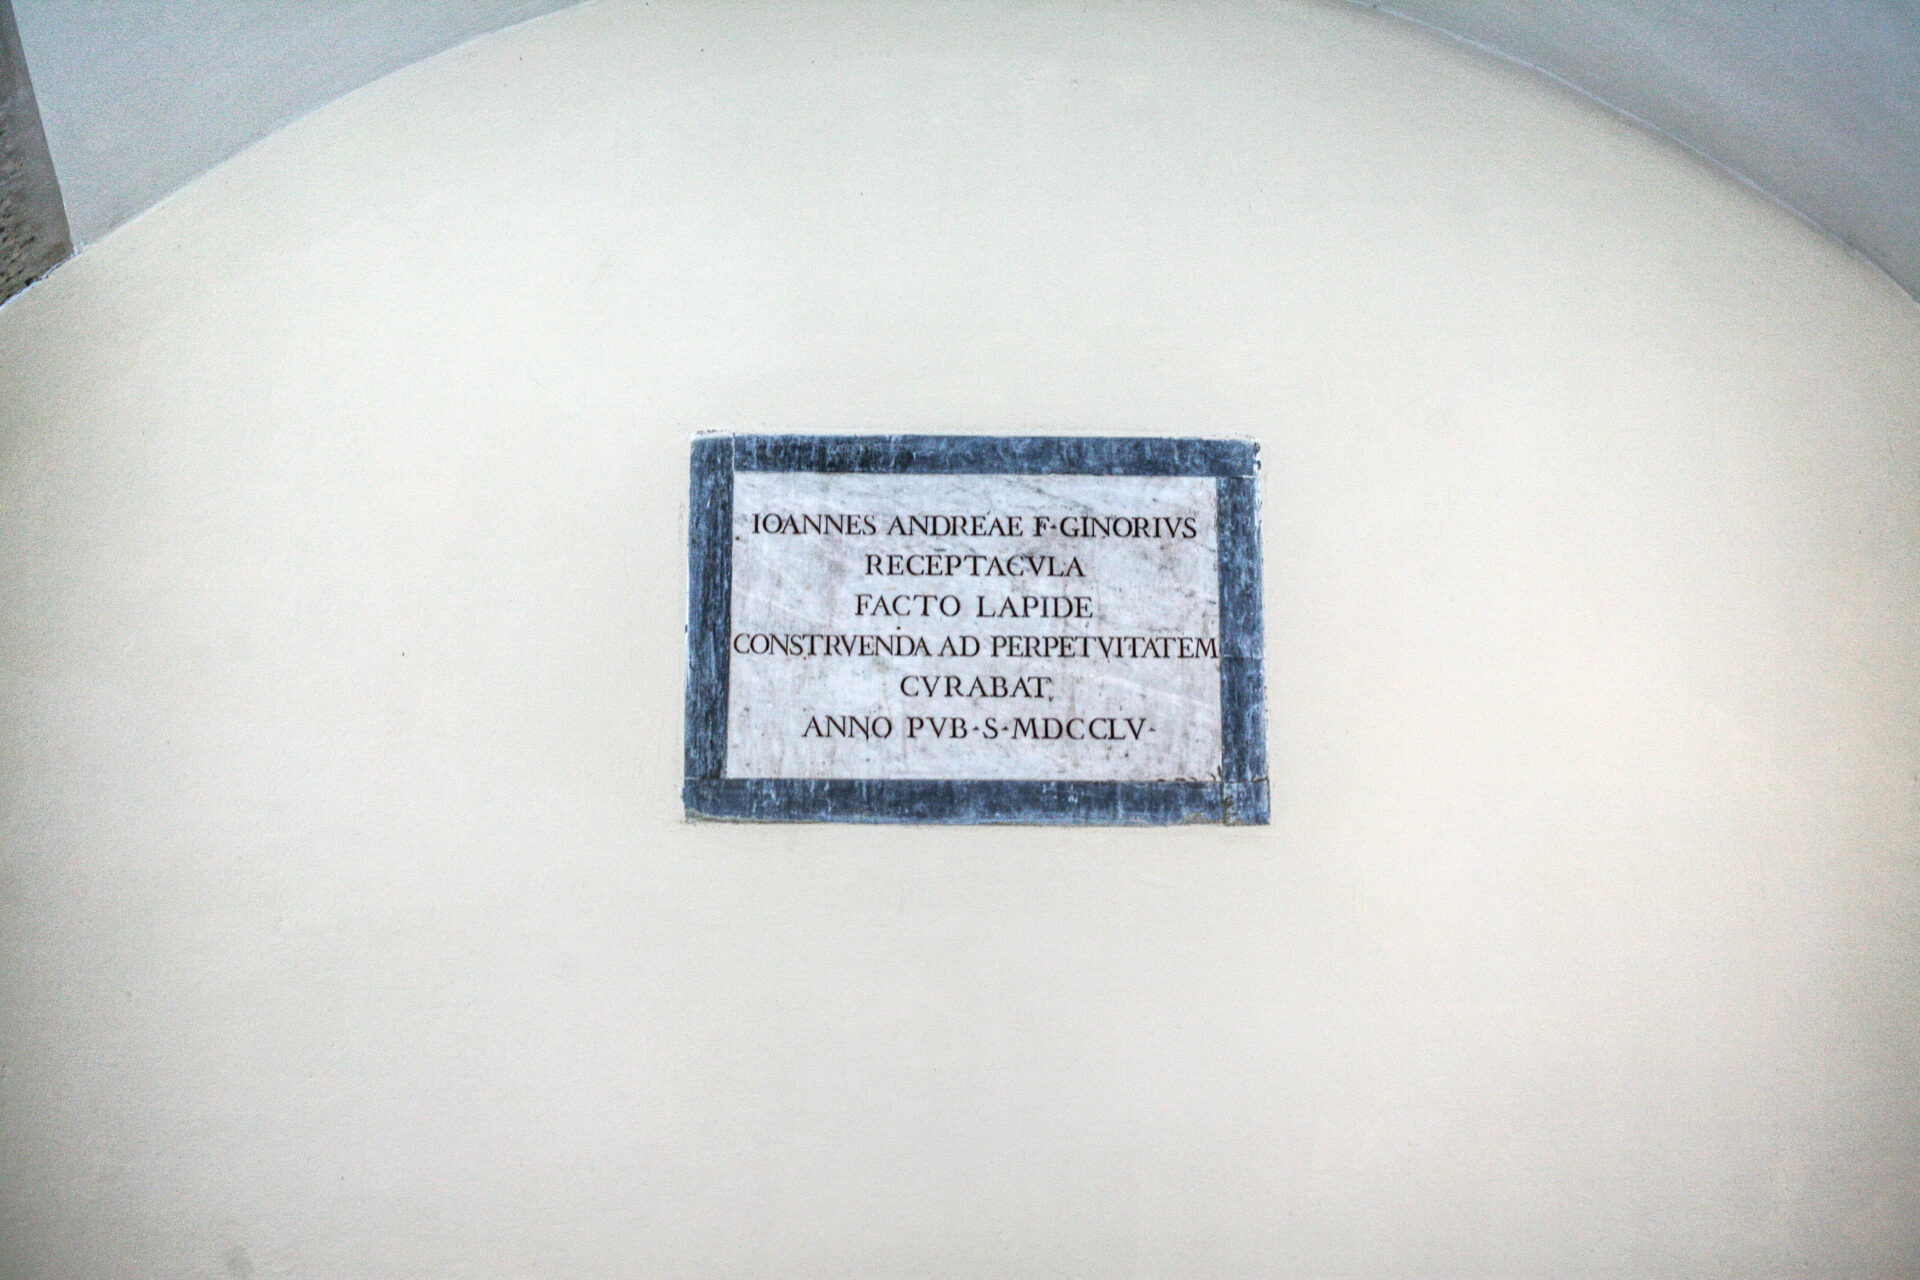 IOANNES ANDREAE F·GINORIVS
RECEPTACVLA
FACTO LAPIDE
CONSTRVENDA AD PERPETVITATEM
CVRABAT
ANNO PVB·S·MDCCLV·